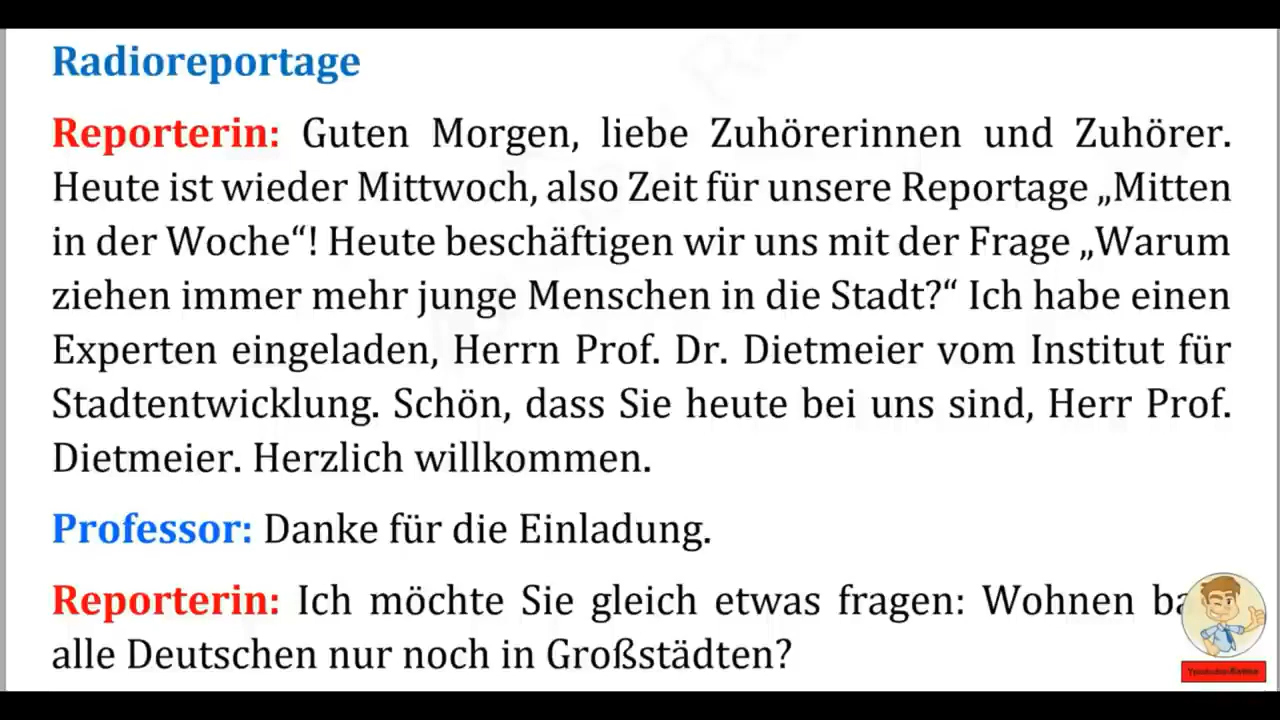 Radioreportage
Reporterin: Guten Morgen, liebe Zuhörerinnen und Zuhörer.
Heute ist wieder Mittwoch, also Zeit für unsere Reportage „Mitten
in der Woche“! Heute beschäftigen wir uns mit der Frage „Warum
ziehen immer mehr junge Menschen in die Stadt?“ Ich habe einen
Experten eingeladen, Herrn Prof. Dr. Dietmeier vom Institut für
Stadtentwicklung. Schön, dass Sie heute bei uns sind, Herr Prof.
Dietmeier. Herzlich willkommen.
Professor: Danke für die Einladung.
Reporterin: Ich möchte Sie gleich etwas fragen: Wohnen
alle Deutschen nur noch in Großstädten?